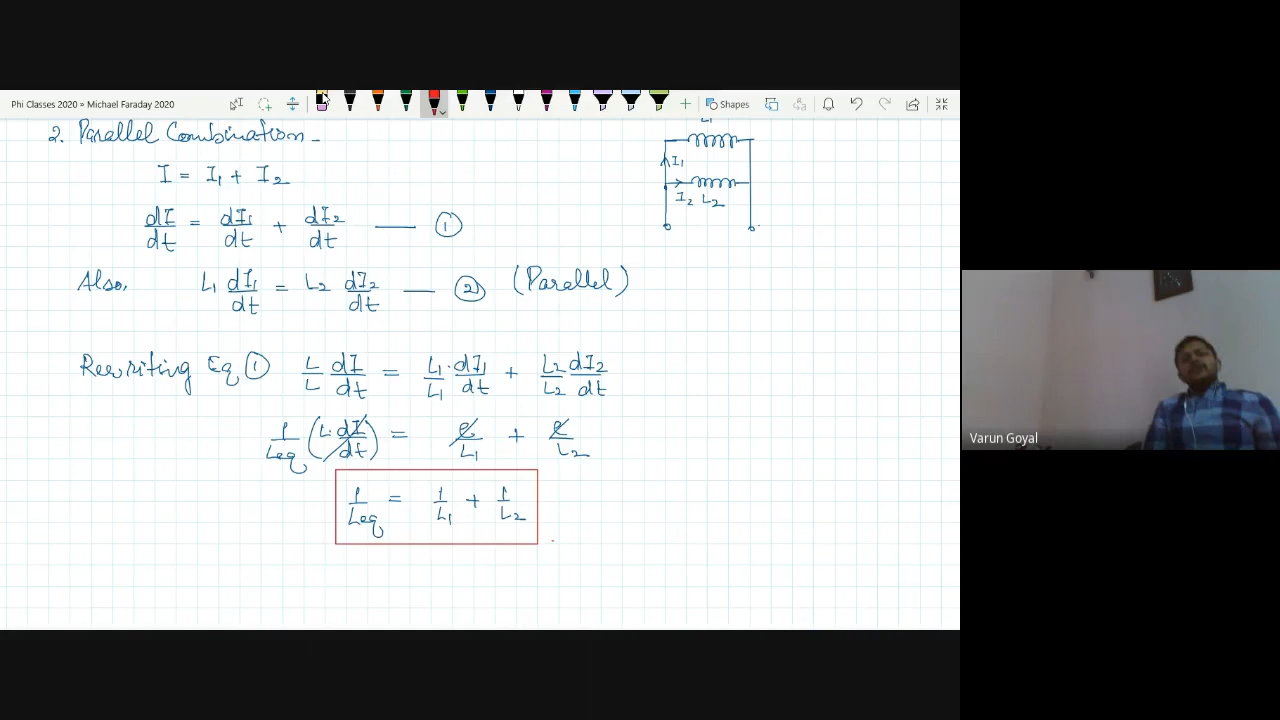 Phi Classes 2020 » Michael Faraday 2020
Shapes
2. Parallel Combination -
I = I₁ + I₂
dI/dt = dI₁/dt + dI₂/dt — ①
Also, L₁ dI₁/dt = L₂ dI₂/dt — ② (Parallel)
Rewriting Eq ① L/L dI/dt = L₁/L₁ · dI₁/dt + L₂/L₂ dI₂/dt
1/Leq (L · dI/dt) = e/L₁ + e/L₂
1/Leq = 1/L₁ + 1/L₂
L₁
I₁
I₂ L₂
Varun Goyal